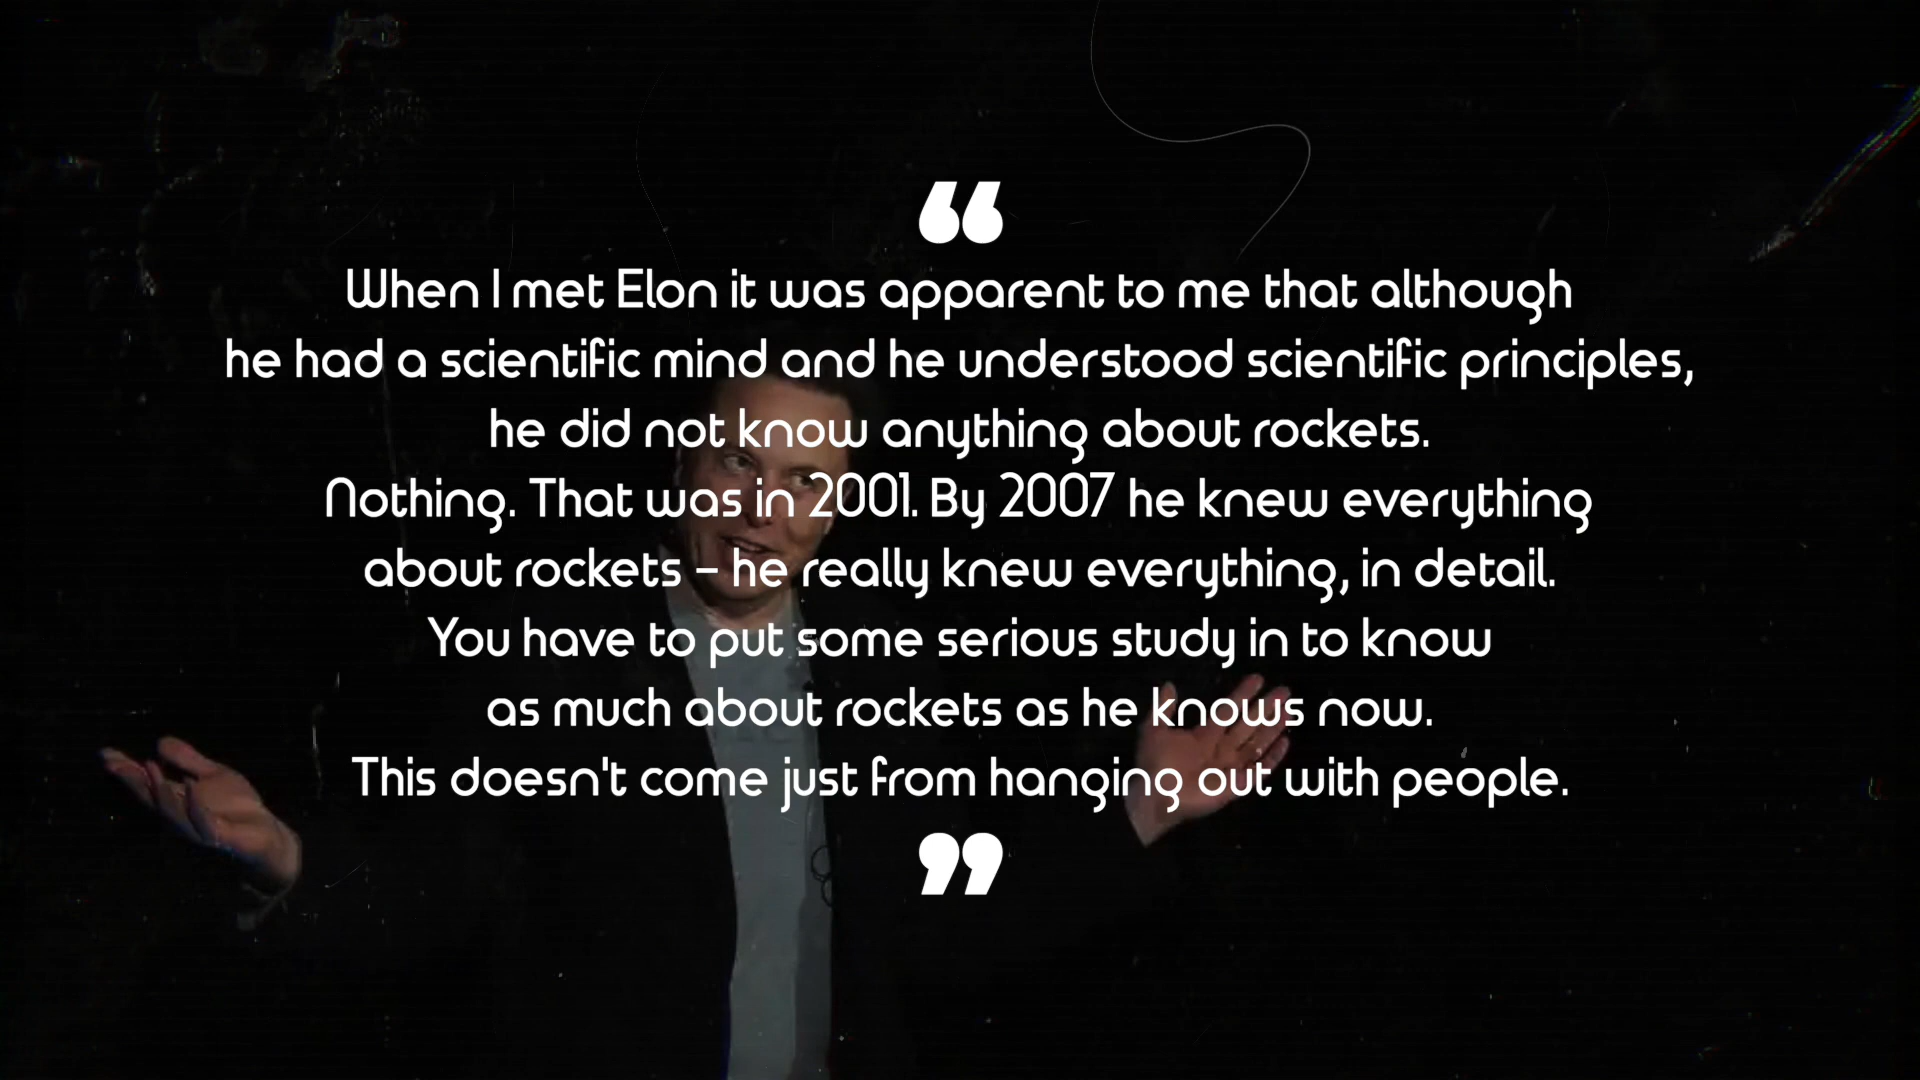 “
When I met Elon it was apparent to me that although
he had a scientific mind and he understood scientific principles,
he did not know anything about rockets.
Nothing. That was in 2001. By 2007 he knew everything
about rockets – he really knew everything, in detail.
You have to put some serious study in to know
as much about rockets as he knows now.
This doesn't come just from hanging out with people.
”